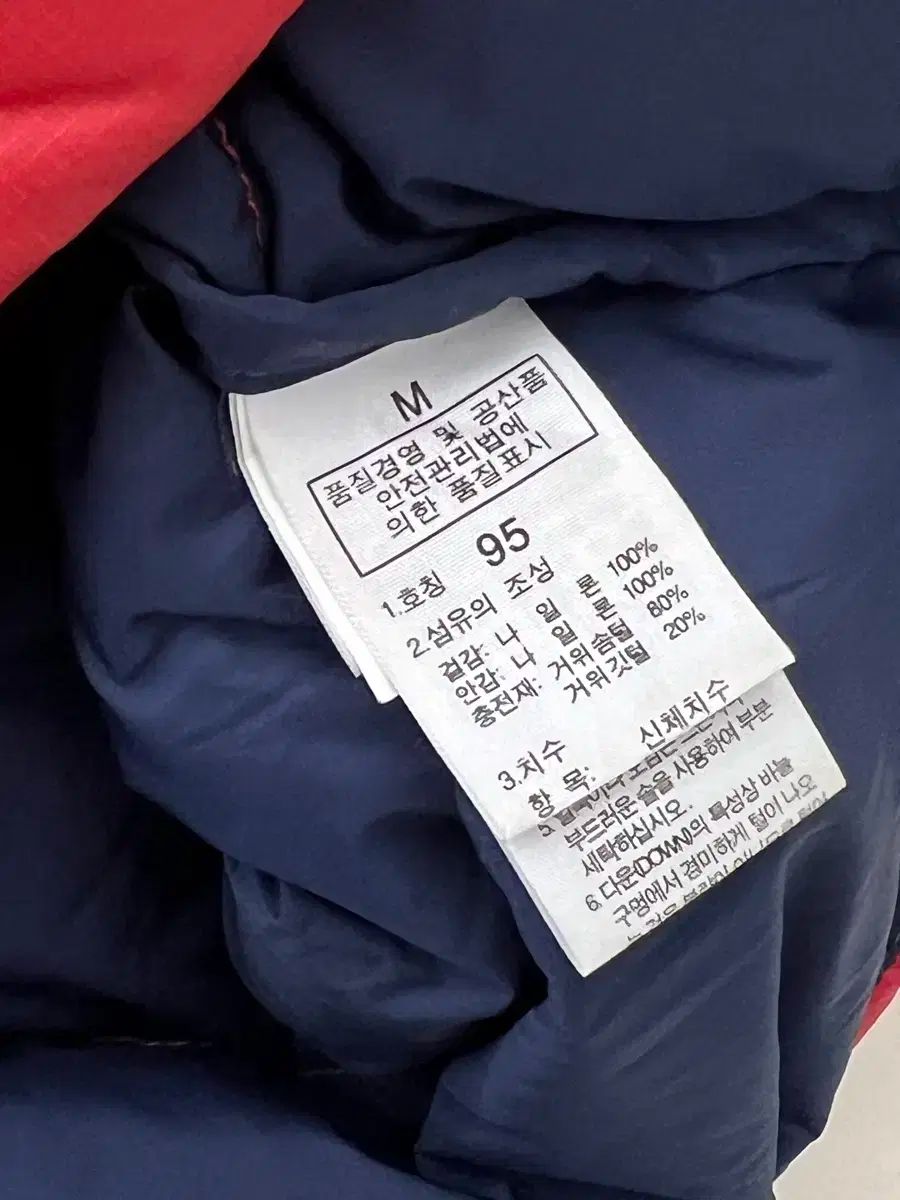 M
품질경영 및 공산품
안전관리법에
의한 품질표시
1.호칭 95
2.섬유의 조성
겉감: 나 일 론 100%
안감: 나 일 론 100%
충전재: 거위솜털 80%
거위깃털 20%
3.치수
항 목: 신체치수
부드러운 솔을 사용하여 부분
세탁하십시오.
6. 다운(DOWN)의 특성상 바늘
구멍에서 경미하게 털이 나오